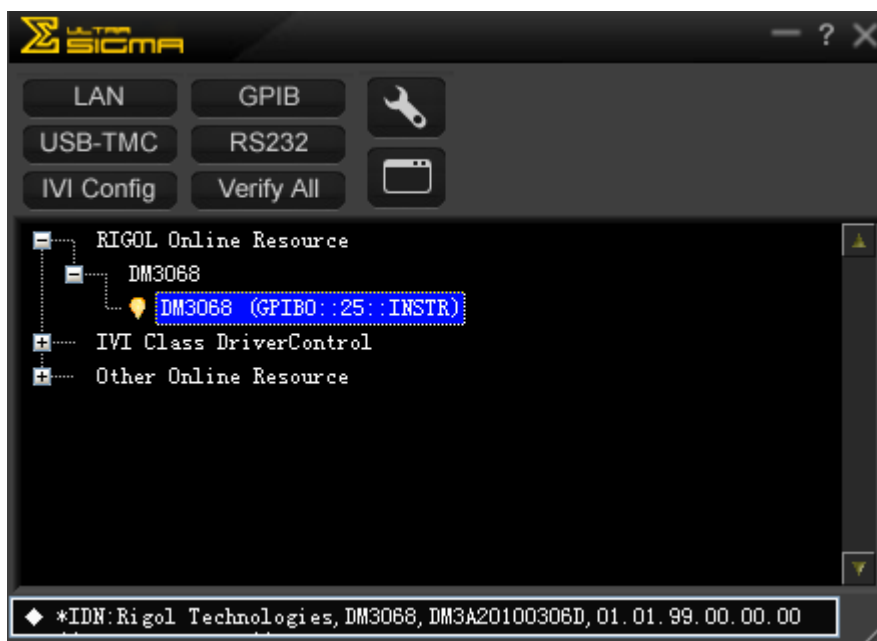 ULTRA
SIGMA
?
LAN GPIB
USB-TMC RS232
IVI Config Verify All
RIGOL Online Resource
DM3068
DM3068 (GPIB0::25::INSTR)
IVI Class DriverControl
Other Online Resource
*IDN:Rigol Technologies,DM3068,DM3A20100306D,01.01.99.00.00.00